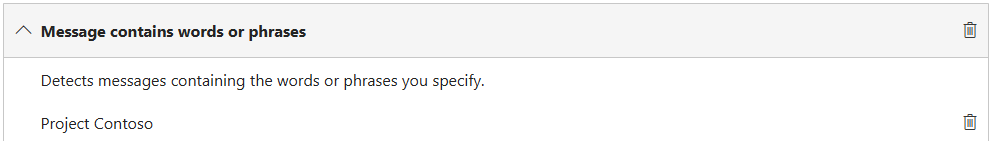 Message contains words or phrases
Detects messages containing the words or phrases you specify.
Project Contoso